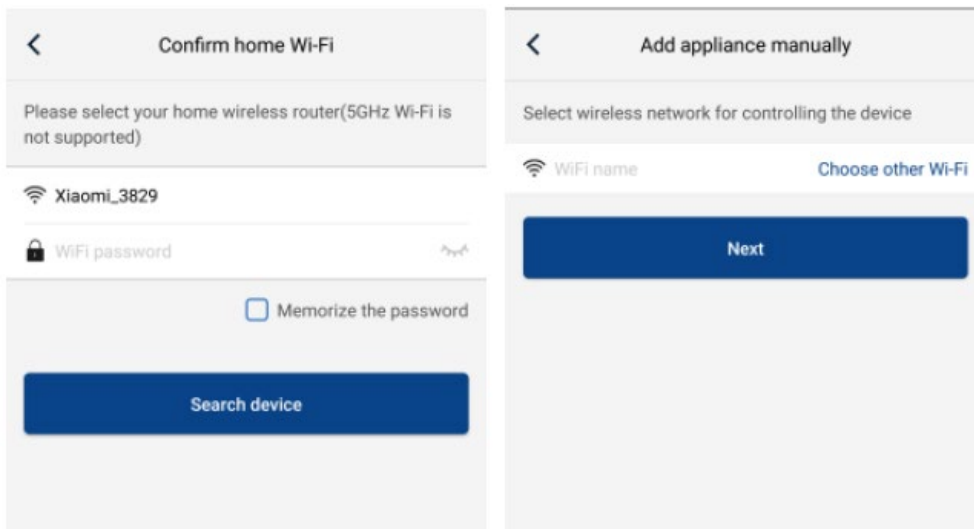 Confirm home Wi-Fi
Please select your home wireless router(5GHz Wi-Fi is
not supported)
Xiaomi_3829
WiFi password
Memorize the password
Search device
Add appliance manually
Select wireless network for controlling the device
WiFi name
Choose other Wi-Fi
Next